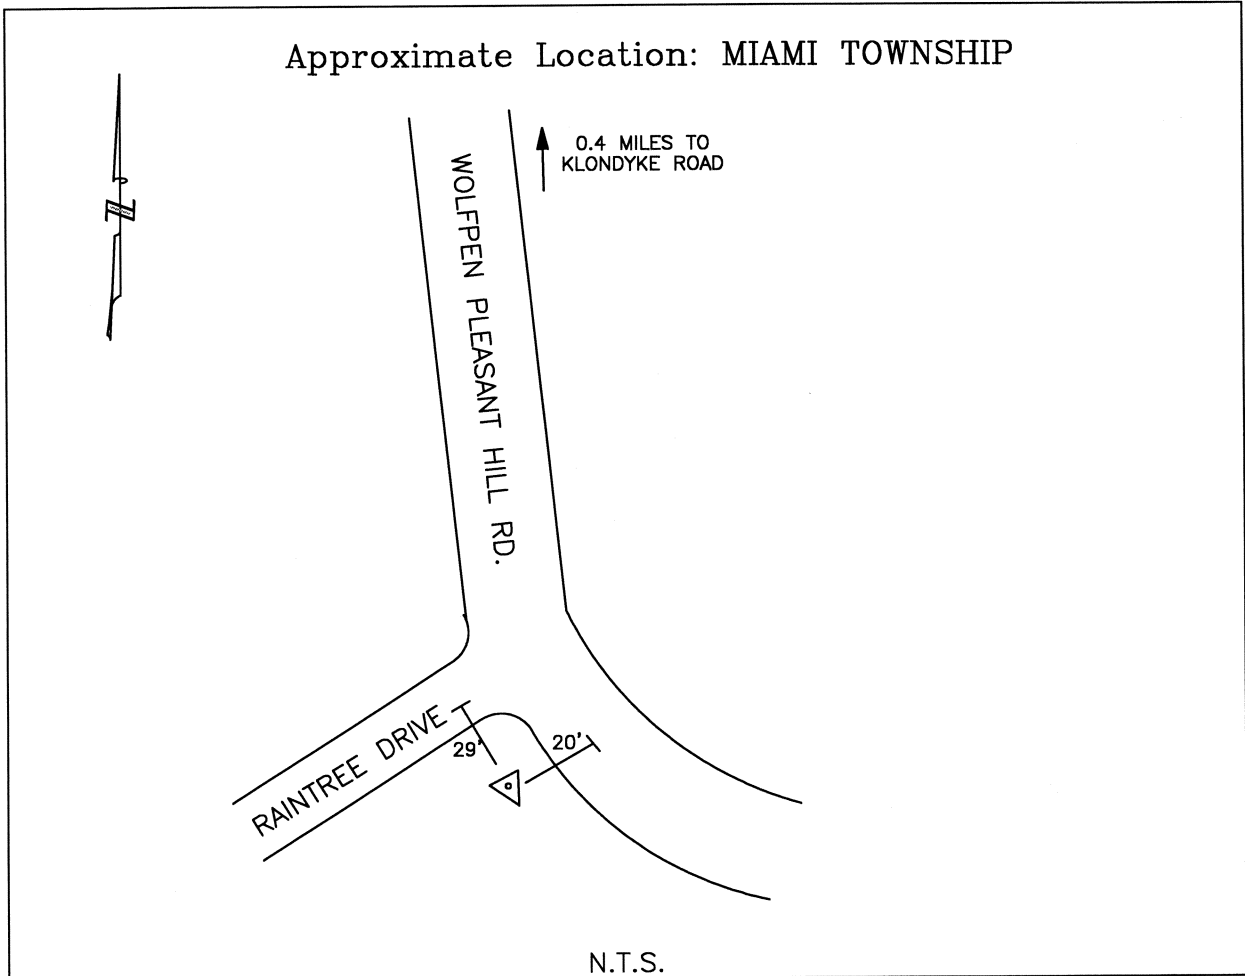 Approximate Location: MIAMI TOWNSHIP
0.4 MILES TO
KLONDYKE ROAD
WOLFPEN PLEASANT HILL RD.
RAINTREE DRIVE
29'
20'
N.T.S.